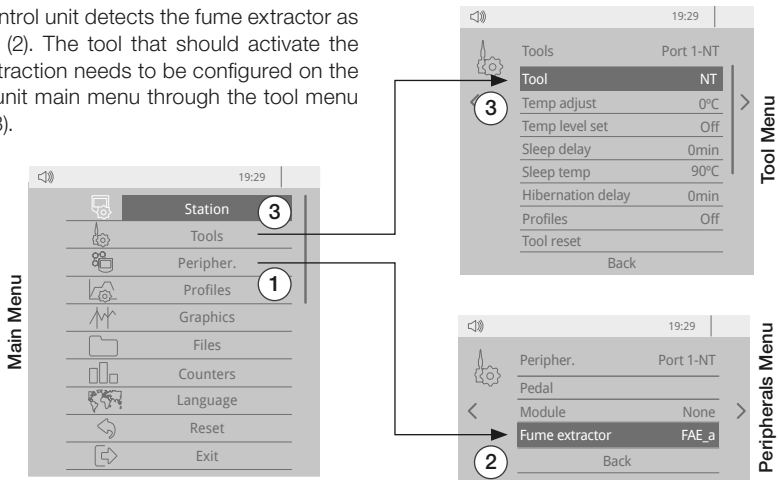 ontrol unit detects the fume extractor as
(2). The tool that should activate the
traction needs to be configured on the
unit main menu through the tool menu
3).
Main Menu
19:29
Station
3
Tools
Peripher.
1
Profiles
Graphics
Files
Counters
Language
Reset
Exit
Tool Menu
19:29
Tools Port 1-NT
Tool NT
3
Temp adjust 0ºC
Temp level set Off
Sleep delay 0min
Sleep temp 90ºC
Hibernation delay 0min
Profiles Off
Tool reset
Back
Peripherals Menu
19:29
Peripher. Port 1-NT
Pedal
Module None
Fume extractor FAE_a
2
Back